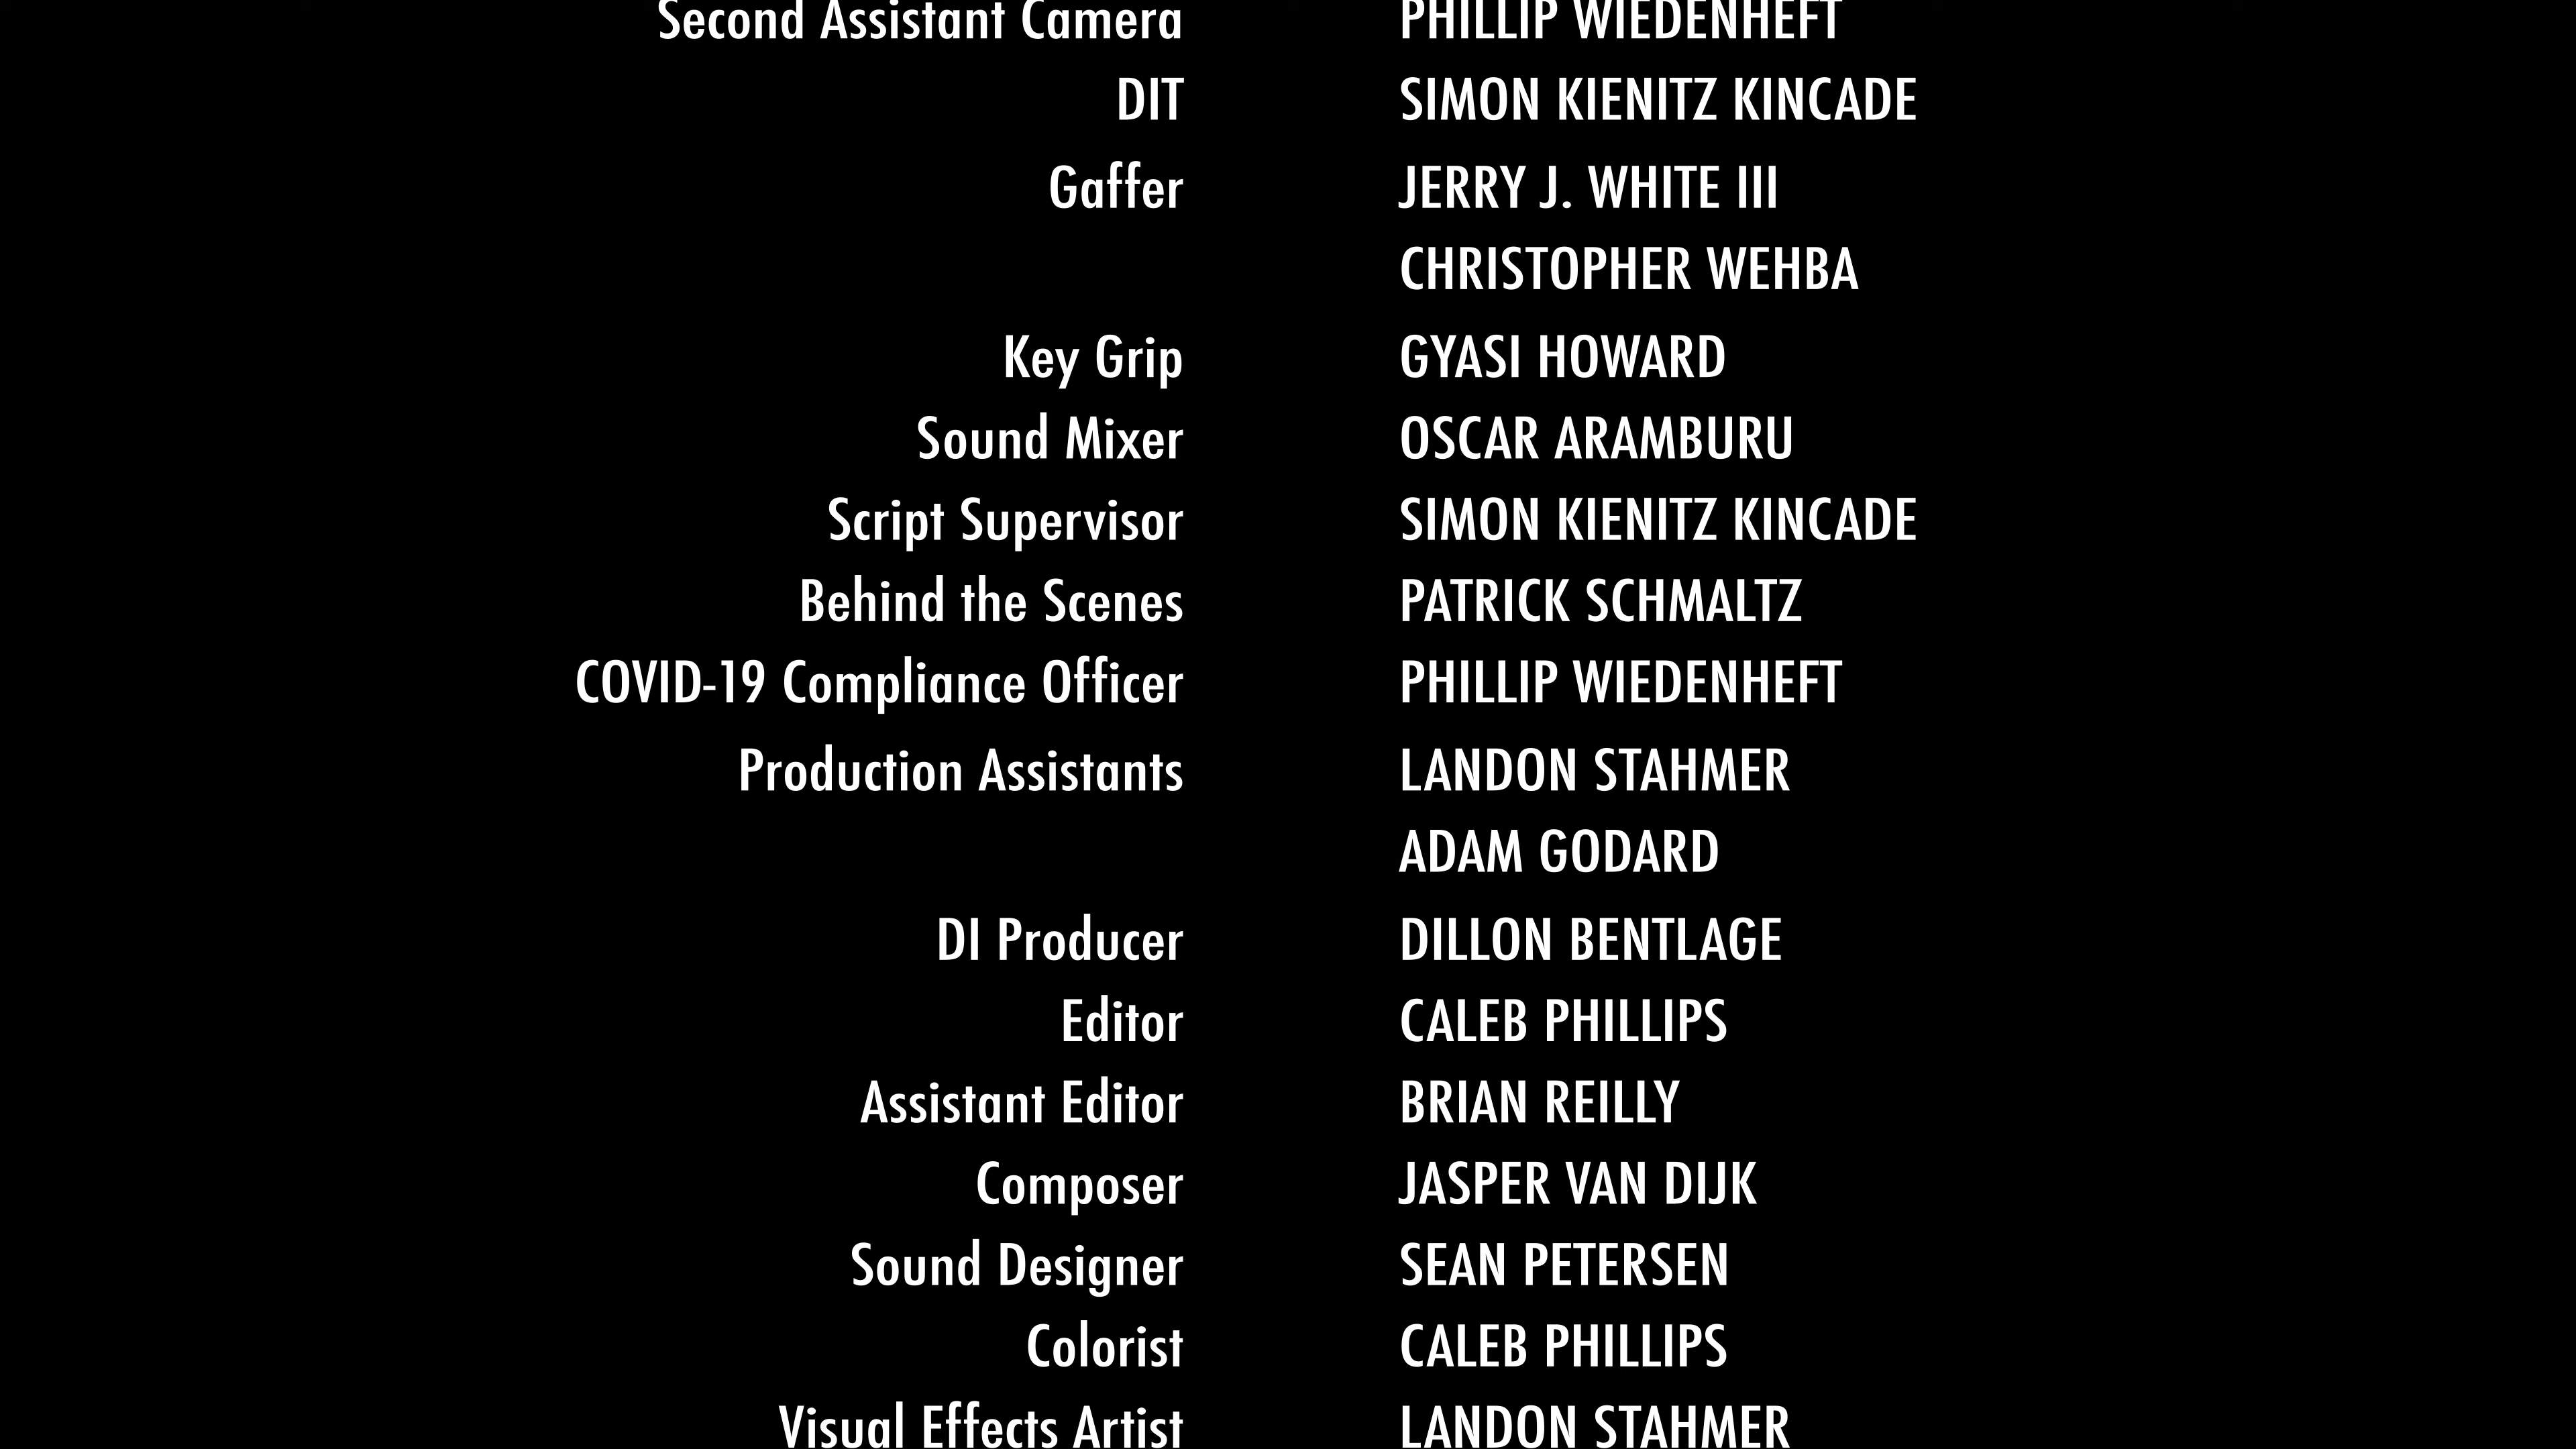 Second Assistant Camera PHILLIP WIEDENHEFT
DIT SIMON KIENITZ KINCADE
Gaffer JERRY J. WHITE III
CHRISTOPHER WEHBA
Key Grip GYASI HOWARD
Sound Mixer OSCAR ARAMBURU
Script Supervisor SIMON KIENITZ KINCADE
Behind the Scenes PATRICK SCHMALTZ
COVID-19 Compliance Officer PHILLIP WIEDENHEFT
Production Assistants LANDON STAHMER
ADAM GODARD
DI Producer DILLON BENTLAGE
Editor CALEB PHILLIPS
Assistant Editor BRIAN REILLY
Composer JASPER VAN DIJK
Sound Designer SEAN PETERSEN
Colorist CALEB PHILLIPS
Visual Effects Artist LANDON STAHMER